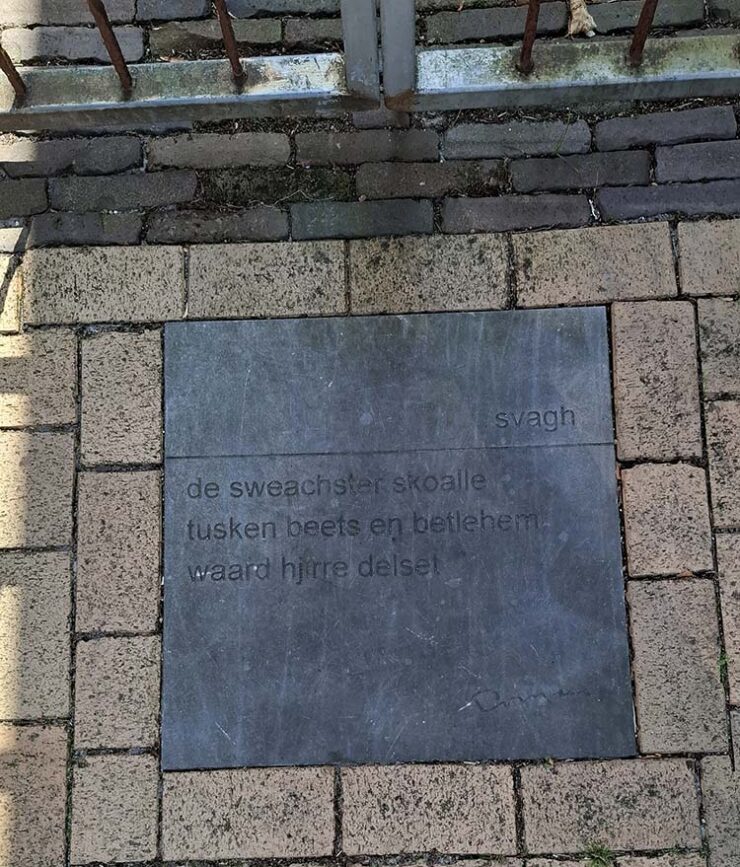 svagh
de sweachster skoalle
tusken beets en betlehem
waard hjirre delset